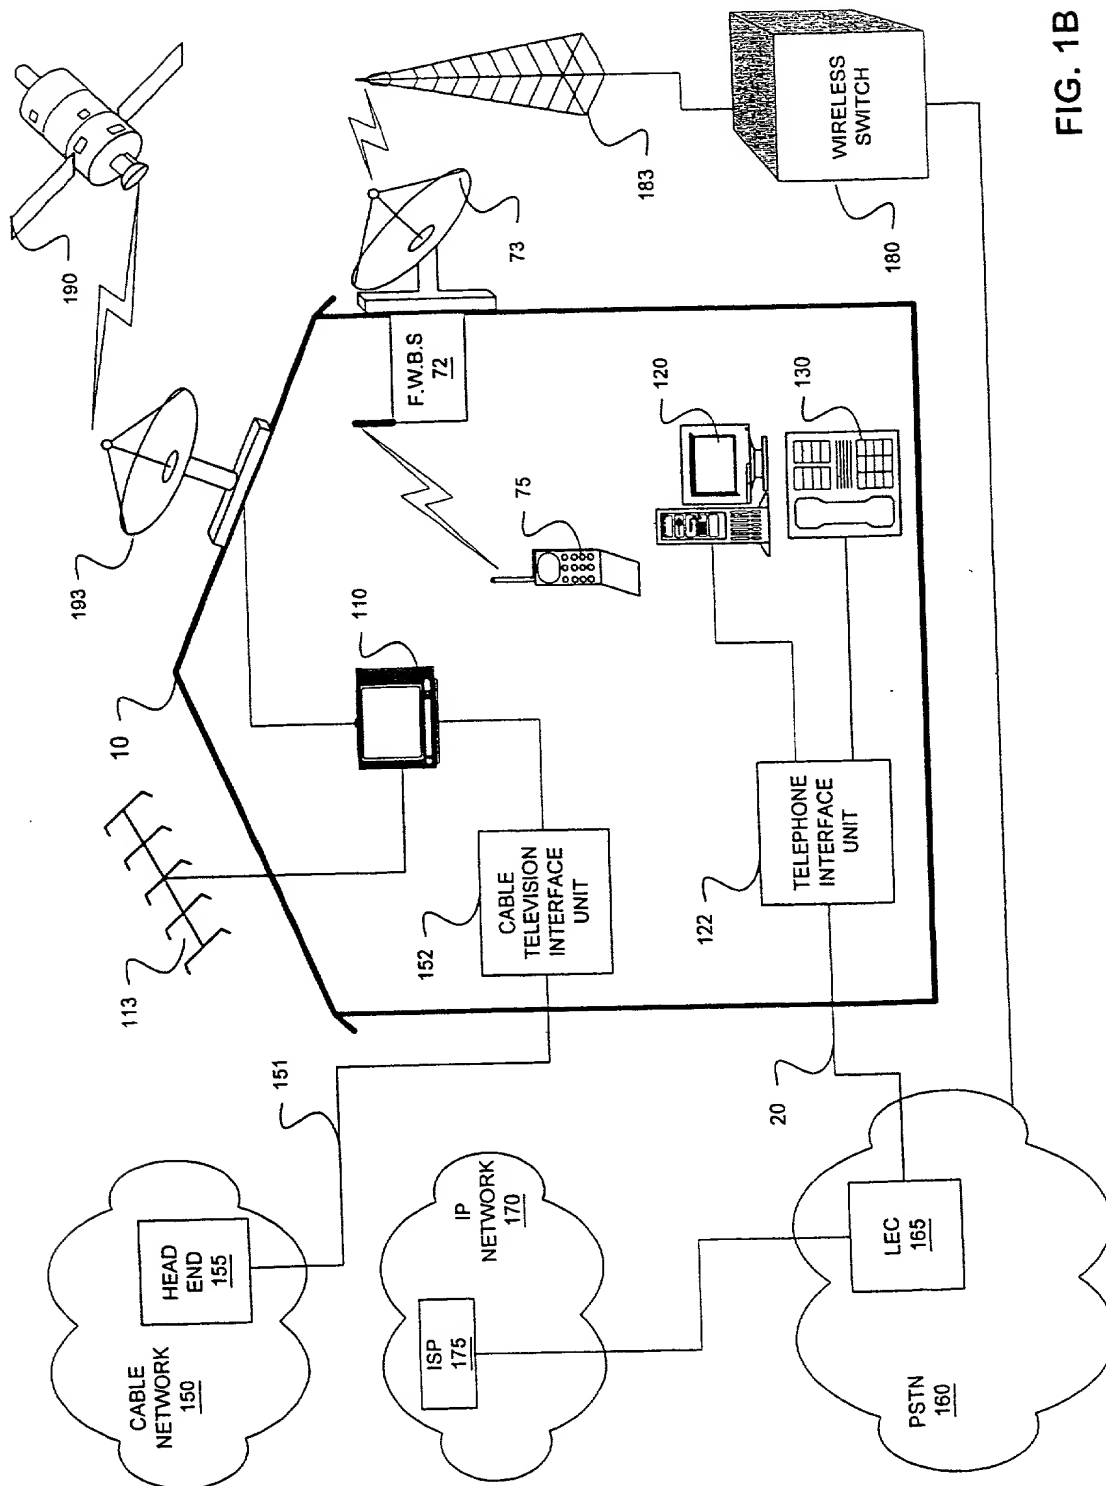 190
193
10
113
183
73
WIRELESS
SWITCH
180
F.W.B.S
72
75
110
120
130
CABLE
TELEVISION
INTERFACE
UNIT
152
TELEPHONE
INTERFACE
UNIT
122
151
20
HEAD
END
155
CABLE
NETWORK
150
IP
NETWORK
170
ISP
175
LEC
165
PSTN
160
FIG. 1B